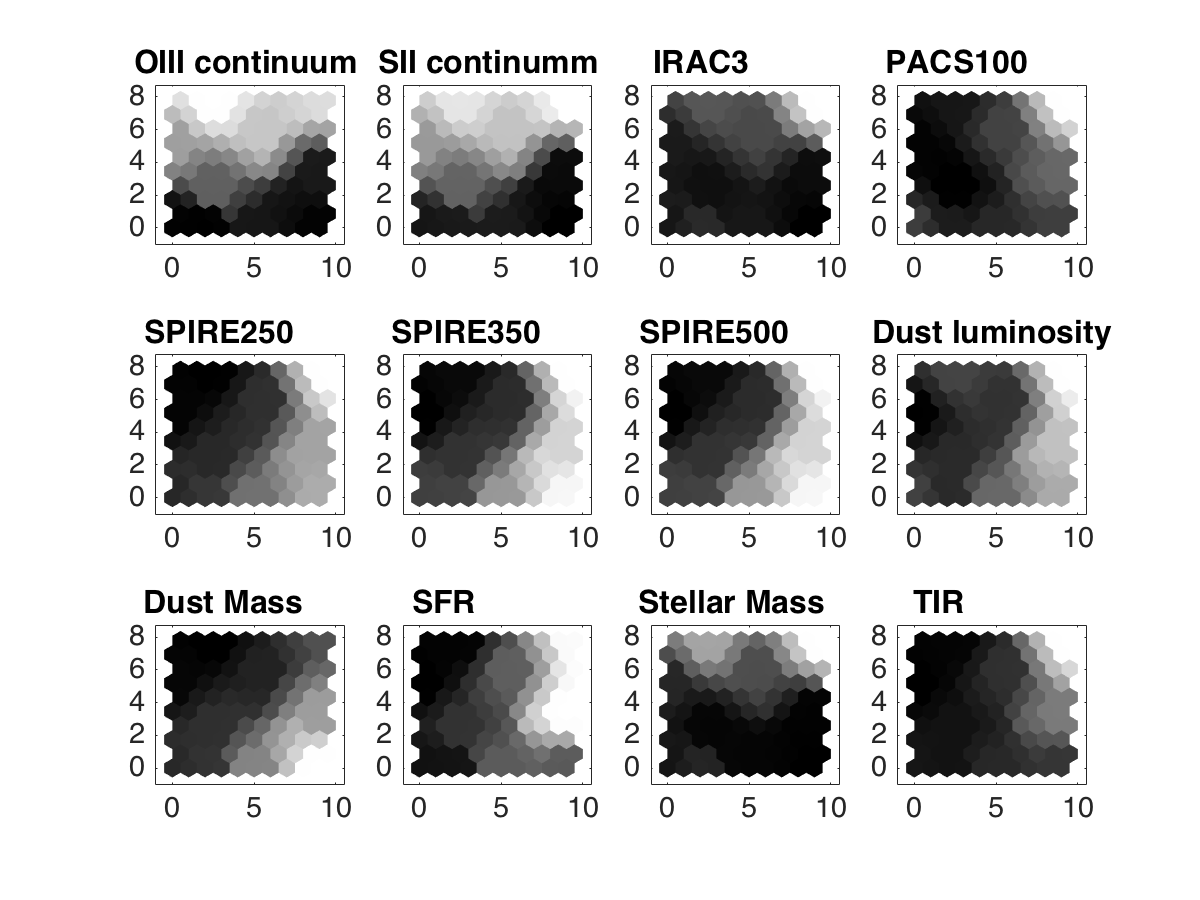 OIII continuum SII continumm IRAC3 PACS100
8 8 8 8
6 6 6 6
4 4 4 4
2 2 2 2
0 0 0 0
0 5 10 0 5 10 0 5 10 0 5 10
SPIRE250 SPIRE350 SPIRE500 Dust luminosity
8 8 8 8
6 6 6 6
4 4 4 4
2 2 2 2
0 0 0 0
0 5 10 0 5 10 0 5 10 0 5 10
Dust Mass SFR Stellar Mass TIR
8 8 8 8
6 6 6 6
4 4 4 4
2 2 2 2
0 0 0 0
0 5 10 0 5 10 0 5 10 0 5 10